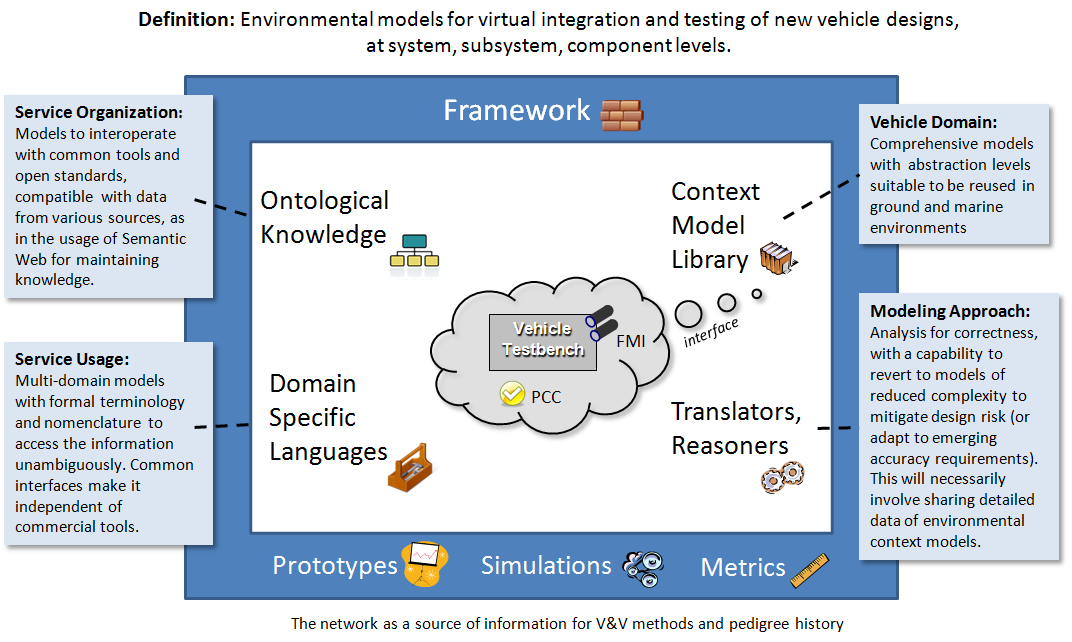 Definition: Environmental models for virtual integration and testing of new vehicle designs,
at system, subsystem, component levels.
Framework
Service Organization:
Models to interoperate
with common tools and
open standards,
compatible with data
from various sources, as
in the usage of Semantic
Web for maintaining
knowledge.
Service Usage:
Multi-domain models
with formal terminology
and nomenclature to
access the information
unambiguously. Common
interfaces make it
independent of
commercial tools.
Ontological
Knowledge
Domain
Specific
Languages
Vehicle
Testbench
FMI
PCC
interface
Context
Model
Library
Translators,
Reasoners
Vehicle Domain:
Comprehensive models
with abstraction levels
suitable to be reused in
ground and marine
environments
Modeling Approach:
Analysis for correctness,
with a capability to
revert to models of
reduced complexity to
mitigate design risk (or
adapt to emerging
accuracy requirements).
This will necessarily
involve sharing detailed
data of environmental
context models.
Prototypes
Simulations
Metrics
The network as a source of information for V&V methods and pedigree history